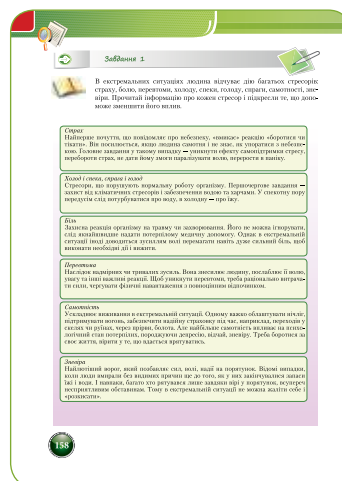 Завдання 1
В екстремальних ситуаціях людина відчуває дію багатьох стресорів:
страху, болю, перевтоми, холоду, спеки, голоду, спраги, самотності, зне-
віри. Прочитай інформацію про кожен стресор і підкресли те, що допо-
може зменшити його вплив.
Страх
Найперше почуття, що повідомляє про небезпеку, «вмикає» реакцію «боротися чи
тікати». Він посилюється, якщо людина самотня і не знає, як упоратися з небезпе-
кою. Головне завдання у такому випадку — уникнути ефекту самопідтримки стресу,
перебороти страх, не дати йому змоги паралізувати волю, перерости в паніку.
Холод і спека, спрага і голод
Стресори, що порушують нормальну роботу організму. Першочергове завдання —
захист від кліматичних стресорів і забезпечення водою та харчами. У спекотну пору
передусім слід потурбуватися про воду, в холодну — про їжу.
Біль
Захисна реакція організму на травму чи захворювання. Його не можна ігнорувати,
слід якнайшвидше надати потерпілому медичну допомогу. Однак в екстремальній
ситуації іноді доводиться зусиллям волі перемагати навіть дуже сильний біль, щоб
виконати необхідні дії і вижити.
Перевтома
Наслідок надмірних чи тривалих зусиль. Вона знесилює людину, послаблює її волю,
увагу та інші важливі реакції. Щоб уникнути перевтоми, треба раціонально витрача-
ти сили, чергувати фізичні навантаження з повноцінним відпочинком.
Самотність
Ускладнює виживання в екстремальній ситуації. Одному важко облаштувати нічліг,
підтримувати вогонь, забезпечити надійну страховку під час, наприклад, переходів у
скелях чи руїнах, через прірви, болота. Але найбільше самотність впливає на психо-
логічний стан потерпілих, породжуючи депресію, відчай, зневіру. Треба боротися за
своє життя, вірити у те, що вдасться врятуватись.
Зневіра
Найлютіший ворог, який позбавляє сил, волі, надії на порятунок. Відомі випадки,
коли люди вмирали без видимих причин ще до того, як у них закінчувалися запаси
їжі і води. І навпаки, багато хто рятувався лише завдяки вірі у порятунок, всупереч
несприятливим обставинам. Тому в екстремальній ситуації не можна жаліти себе і
«розкисати».
158